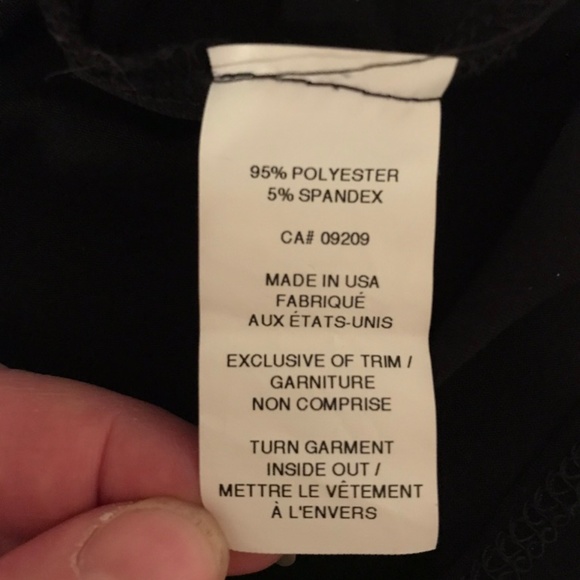 95% POLYESTER
5% SPANDEX
CA# 09209
MADE IN USA
FABRIQUÉ
AUX ÉTATS-UNIS
EXCLUSIVE OF TRIM /
GARNITURE
NON COMPRISE
TURN GARMENT
INSIDE OUT /
METTRE LE VÊTEMENT
À L'ENVERS